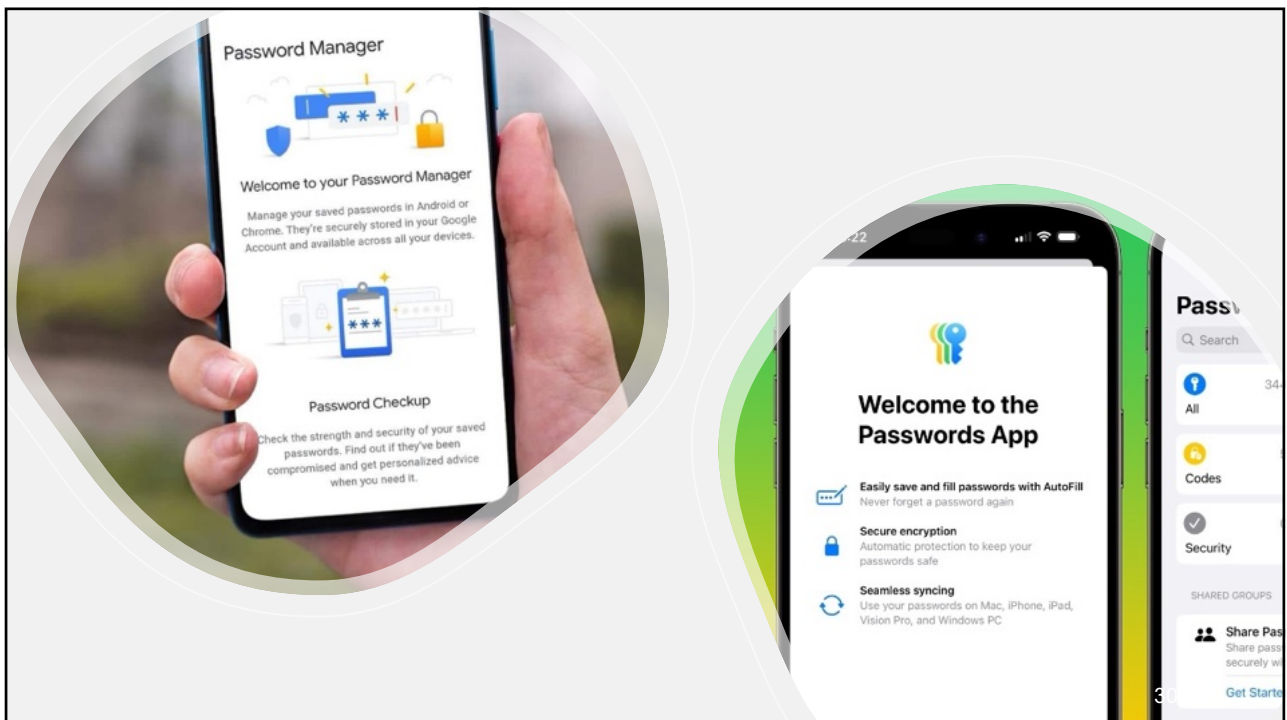 Password Manager
***
Welcome to your Password Manager
Manage your saved passwords in Android or
Chrome. They're securely stored in your Google
Account and available across all your devices.
***
Password Checkup
Check the strength and security of your saved
passwords. Find out if they've been
compromised and get personalized advice
when you need it.
:22
Welcome to the
Passwords App
Easily save and fill passwords with AutoFill
Never forget a password again
Secure encryption
Automatic protection to keep your
passwords safe
Seamless syncing
Use your passwords on Mac, iPhone, iPad,
Vision Pro, and Windows PC
Search
All
Codes
Security
SHARED GROUPS
Share
securely
Get
30